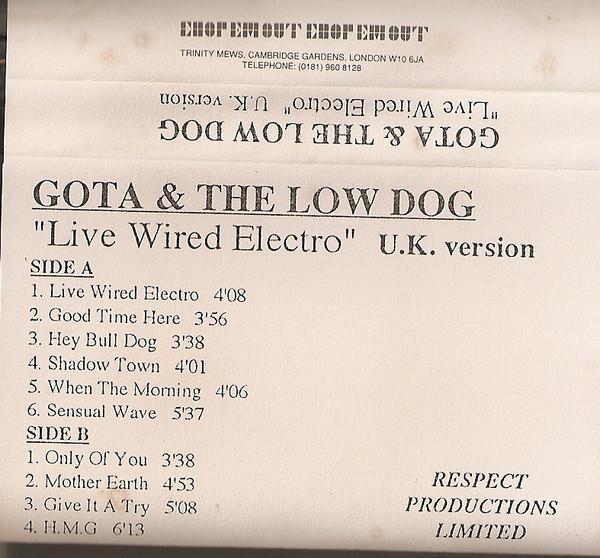 CHOP EM OUT CHOP EM OUT
TRINITY MEWS, CAMBRIDGE GARDENS, LONDON W10 6JA
TELEPHONE: (0181) 960 8128
GOTA & THE LOW DOG
"Live Wired Electro" U.K. version
GOTA & THE LOW DOG
"Live Wired Electro" U.K. version
SIDE A
1. Live Wired Electro 4'08
2. Good Time Here 3'56
3. Hey Bull Dog 3'38
4. Shadow Town 4'01
5. When The Morning 4'06
6. Sensual Wave 5'37
SIDE B
1. Only Of You 3'38
2. Mother Earth 4'53
3. Give It A Try 5'08
4. H.M.G 6'13
RESPECT
PRODUCTIONS
LIMITED